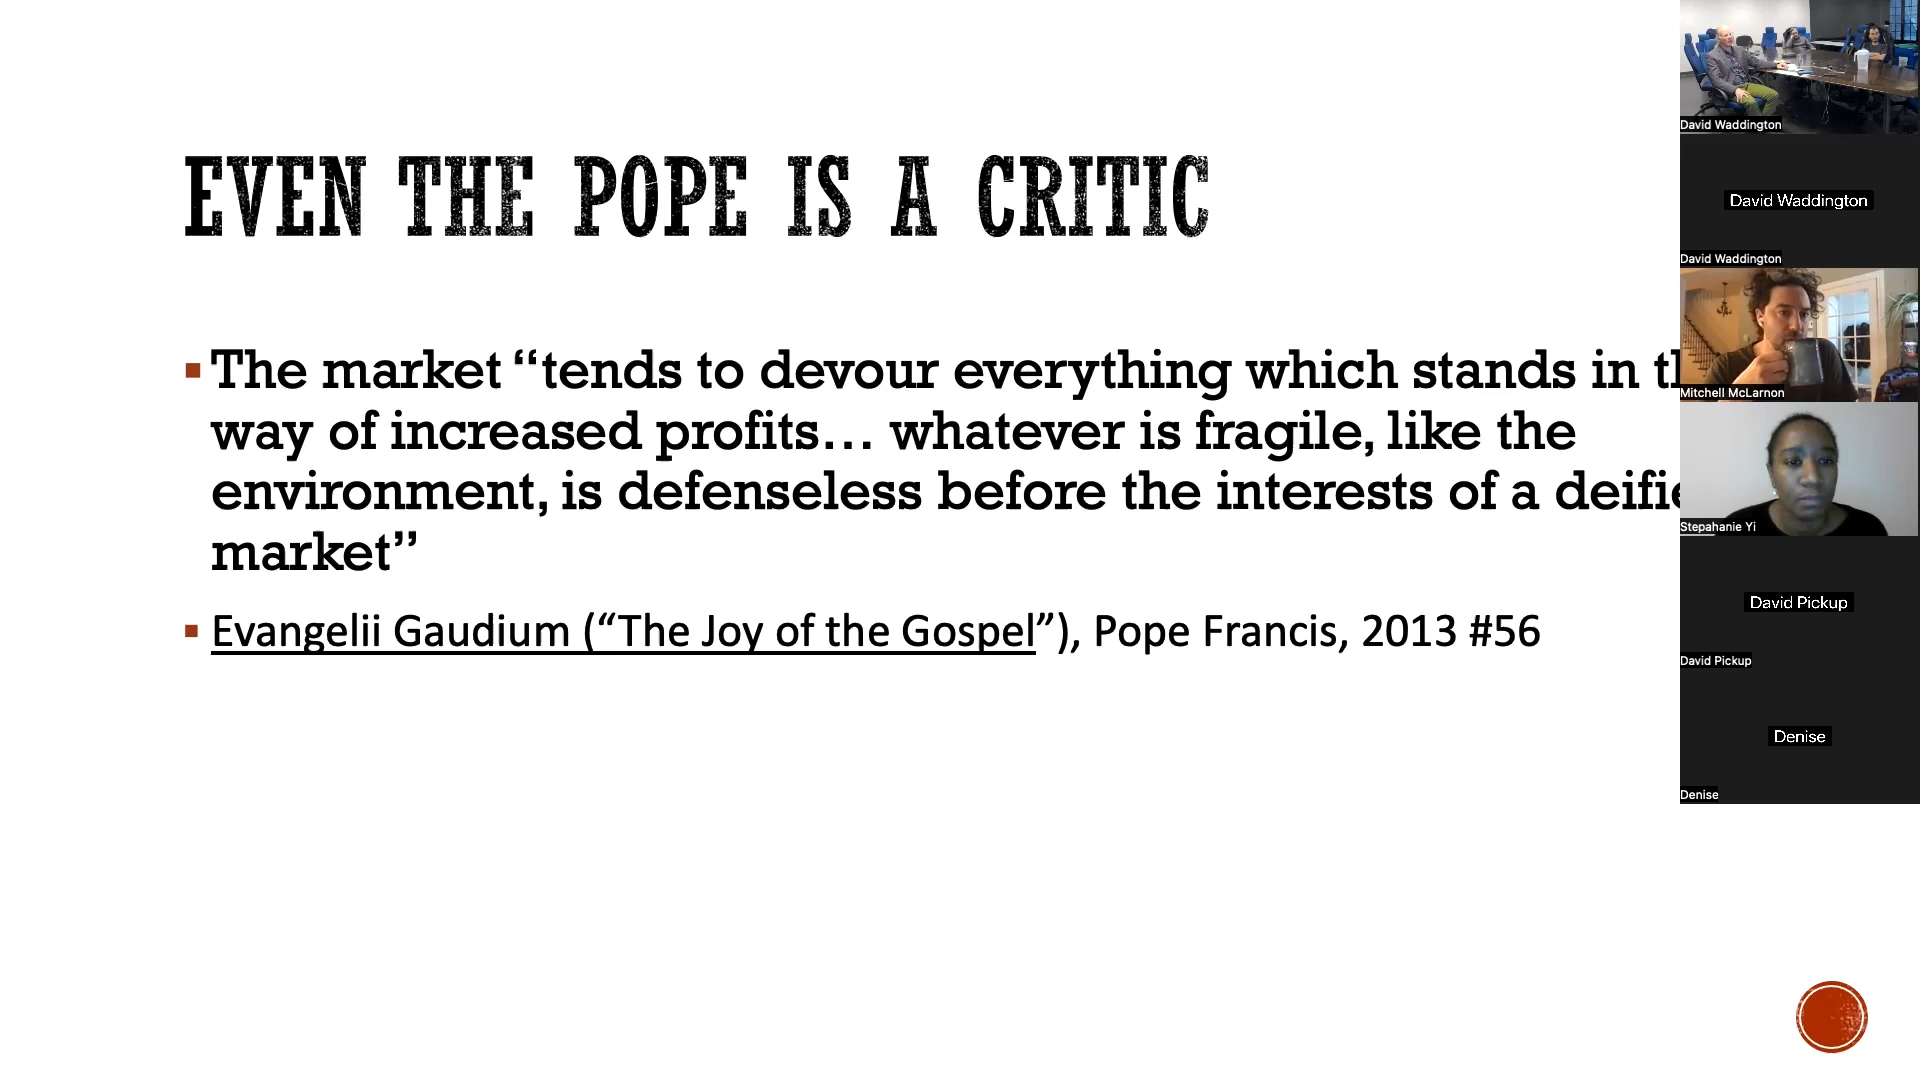 EVEN THE POPE IS A CRITIC
The market “tends to devour everything which stands in
way of increased profits… whatever is fragile, like the
environment, is defenseless before the interests of a
market”
Evangelii Gaudium (“The Joy of the Gospel”), Pope Francis, 2013 #56
David Waddington
David Waddington
David Waddington
Mitchell McLarnon
Stepahanie Yi
David Pickup
David Pickup
Denise
Denise